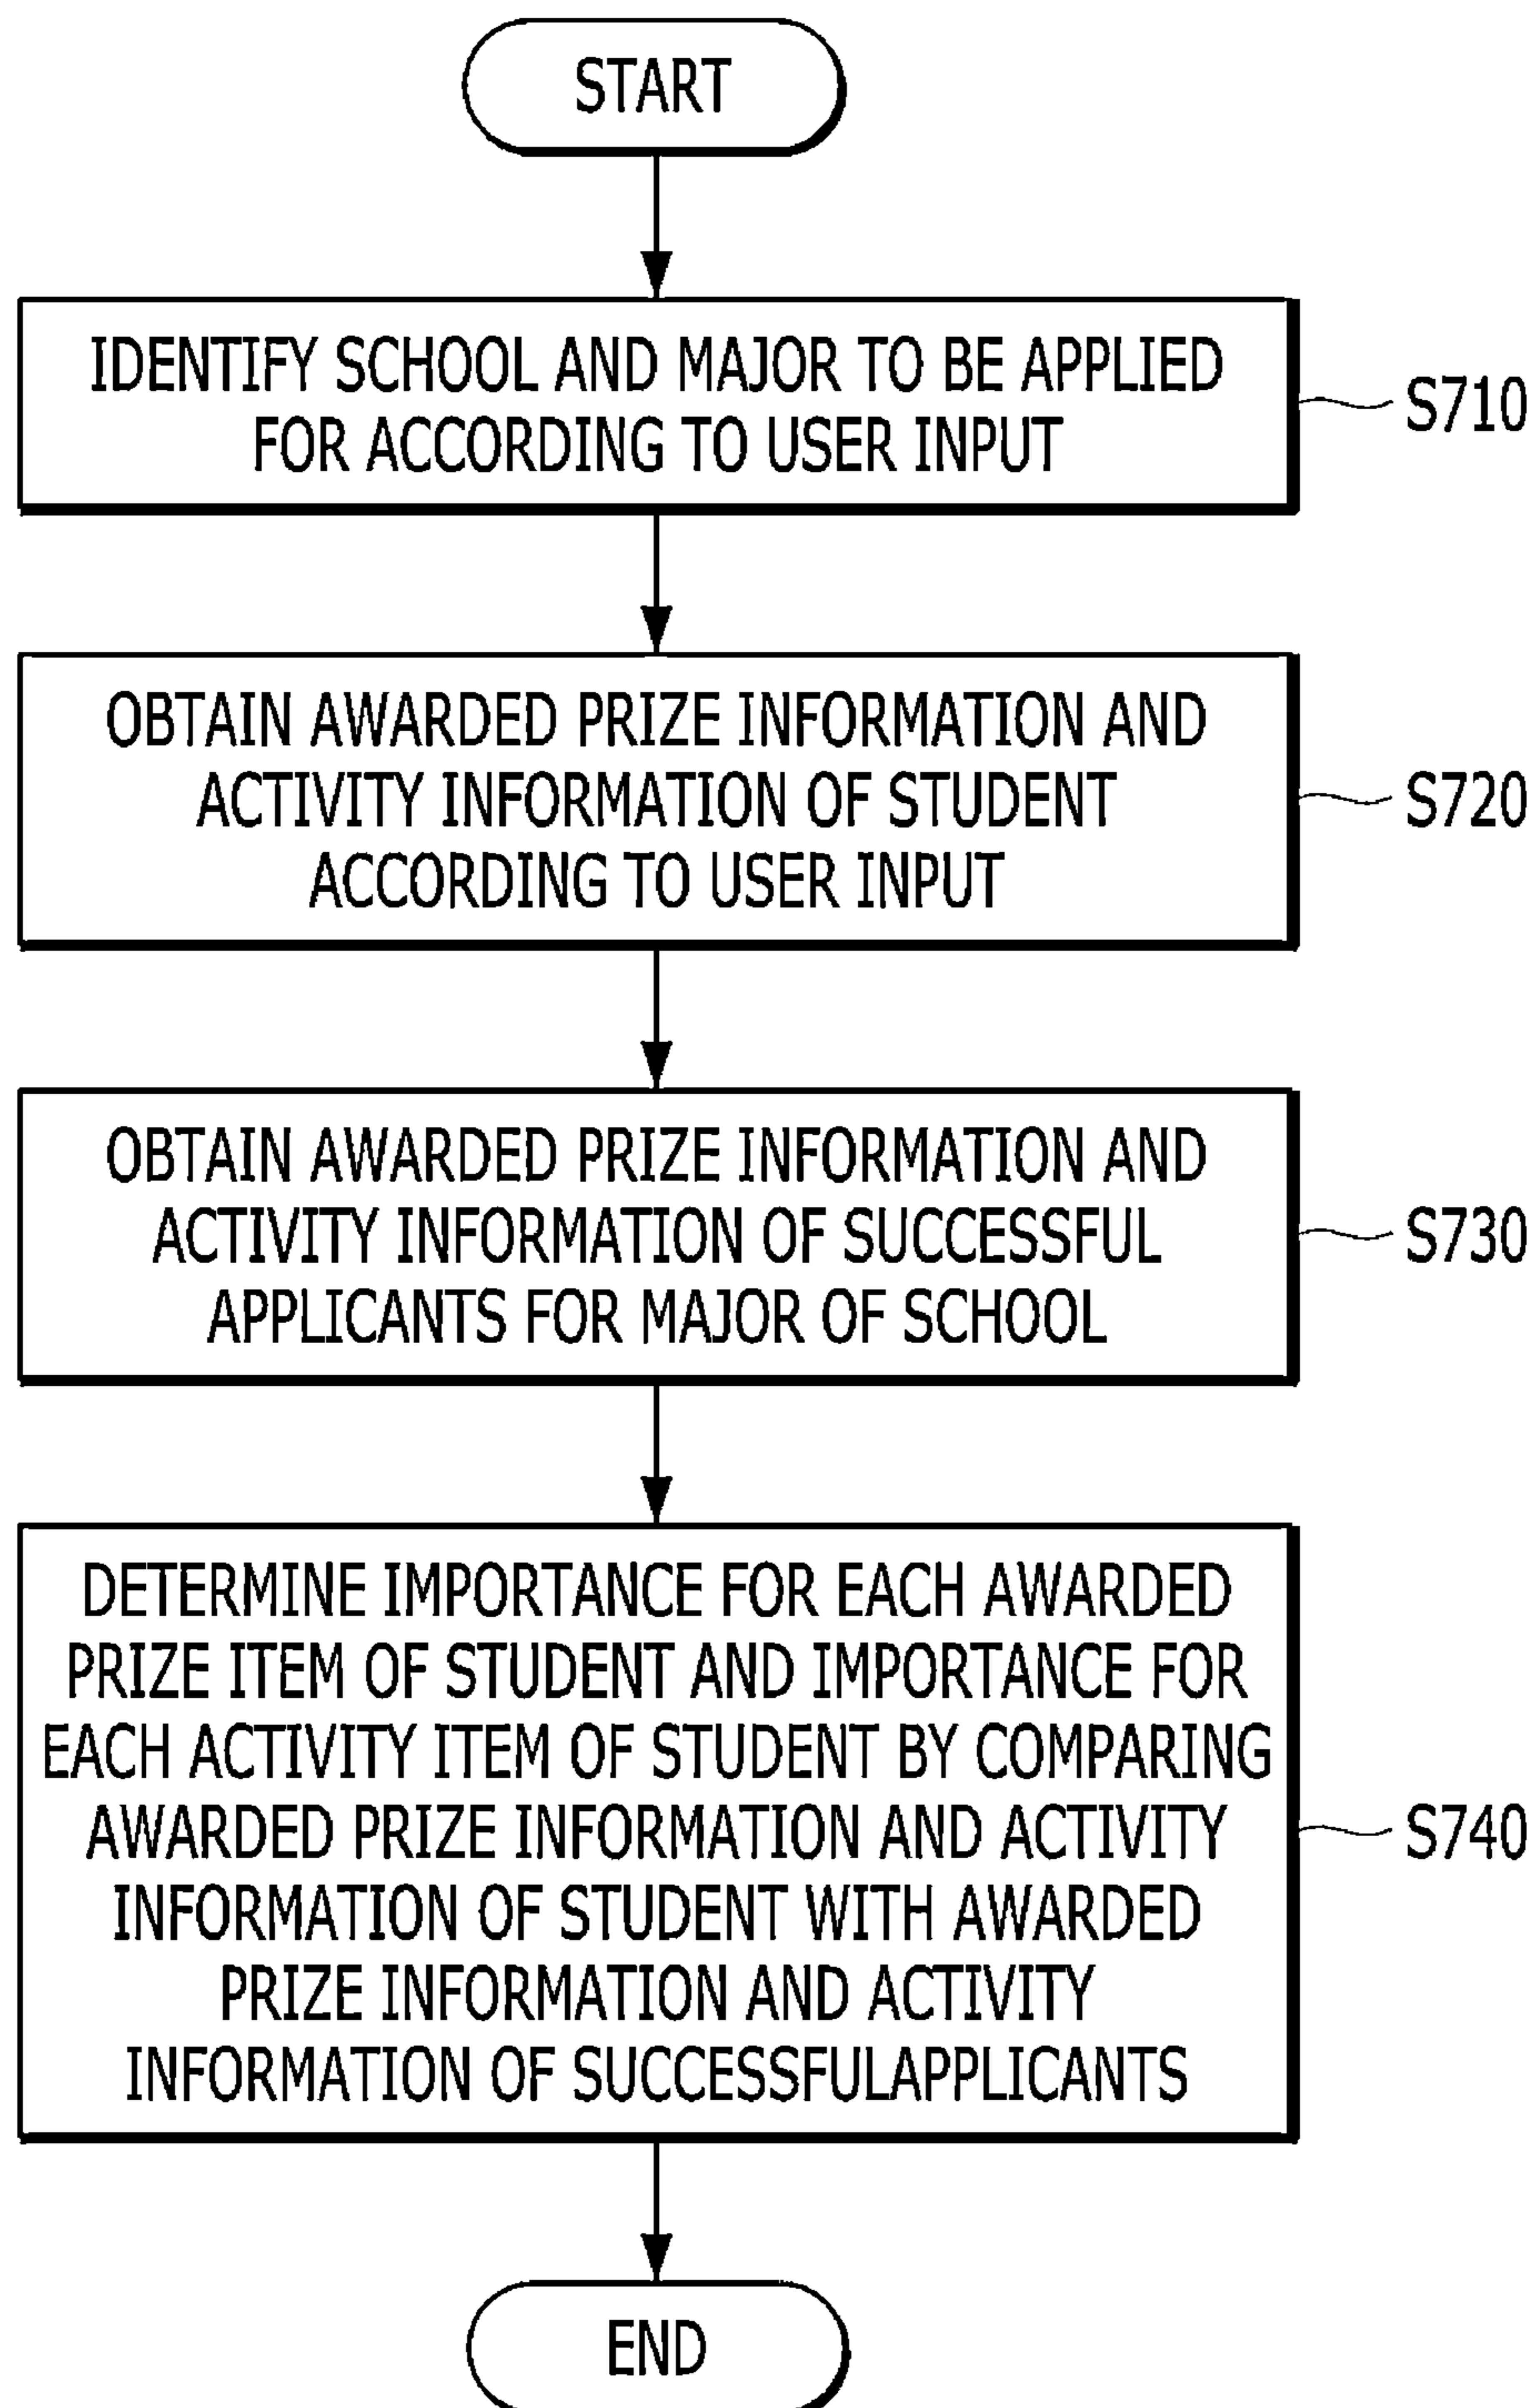 START
IDENTIFY SCHOOL AND MAJOR TO BE APPLIED
FOR ACCORDING TO USER INPUT
S710
OBTAIN AWARDED PRIZE INFORMATION AND
ACTIVITY INFORMATION OF STUDENT
ACCORDING TO USER INPUT
S720
OBTAIN AWARDED PRIZE INFORMATION AND
ACTIVITY INFORMATION OF SUCCESSFUL
APPLICANTS FOR MAJOR OF SCHOOL
S730
DETERMINE IMPORTANCE FOR EACH AWARDED
PRIZE ITEM OF STUDENT AND IMPORTANCE FOR
EACH ACTIVITY ITEM OF STUDENT BY COMPARING
AWARDED PRIZE INFORMATION AND ACTIVITY
INFORMATION OF STUDENT WITH AWARDED
PRIZE INFORMATION AND ACTIVITY
INFORMATION OF SUCCESSFULAPPLICANTS
S740
END